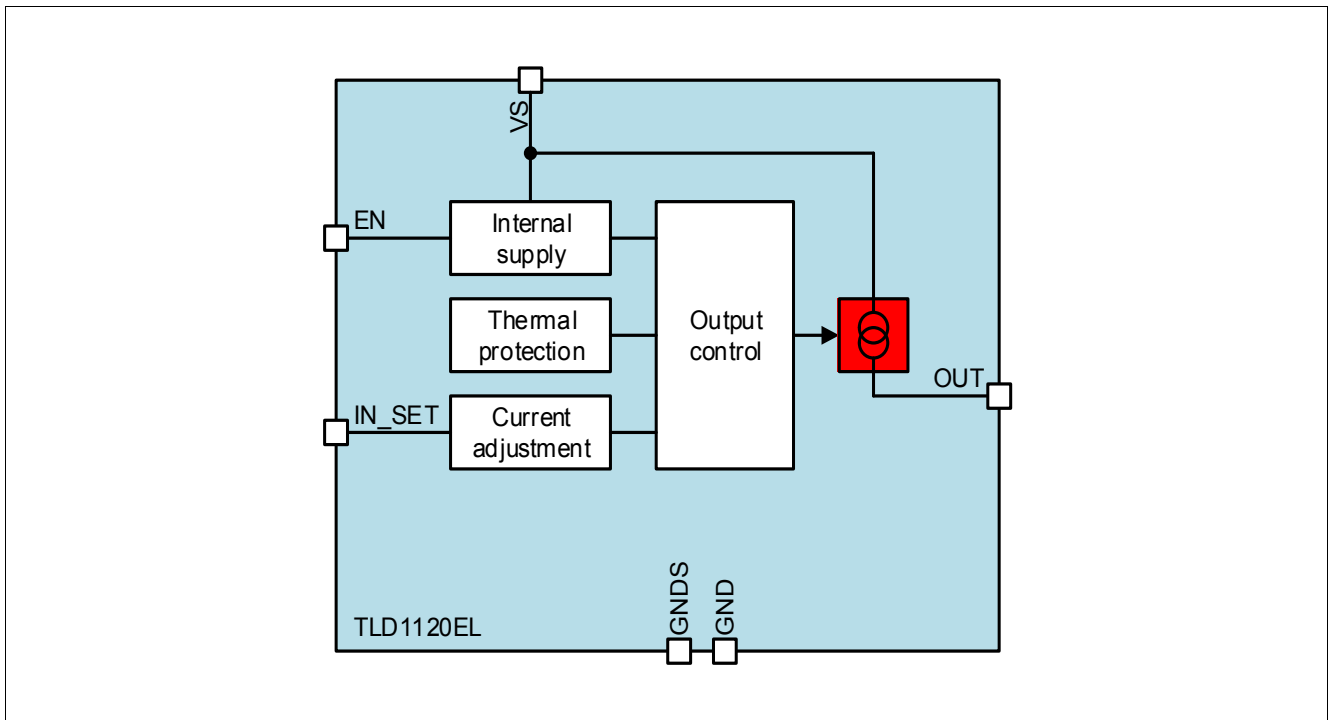 VS
EN
Internal
supply
Thermal
protection
Output
control
OUT
IN_SET
Current
adjustment
GNDS
GND
TLD1120EL